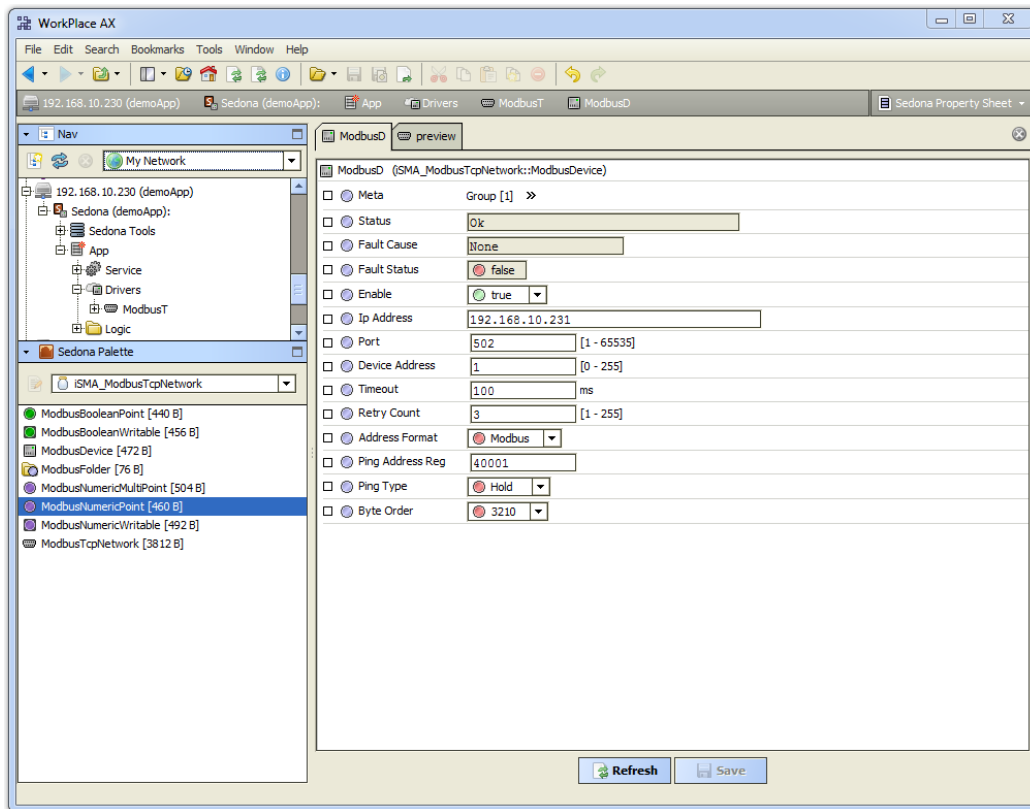 WorkPlace AX
File Edit Search Bookmarks Tools Window Help
192.168.10.230 (demoApp) Sedona (demoApp): App Drivers ModbusT ModbusD Sedona Property Sheet
Nav
My Network
192.168.10.230 (demoApp)
Sedona (demoApp):
Sedona Tools
App
Service
Drivers
ModbusT
Logic
Sedona Palette
iSMA_ModbusTcpNetwork
ModbusBooleanPoint [440 B]
ModbusBooleanWritable [456 B]
ModbusDevice [472 B]
ModbusFolder [76 B]
ModbusNumericMultiPoint [504 B]
ModbusNumericPoint [460 B]
ModbusNumericWritable [492 B]
ModbusTcpNetwork [3812 B]
ModbusD preview
ModbusD (iSMA_ModbusTcpNetwork::ModbusDevice)
Meta Group [1] »
Status Ok
Fault Cause None
Fault Status false
Enable true
Ip Address 192.168.10.231
Port 502 [1 - 65535]
Device Address 1 [0 - 255]
Timeout 100 ms
Retry Count 3 [1 - 255]
Address Format Modbus
Ping Address Reg 40001
Ping Type Hold
Byte Order 3210
Refresh Save